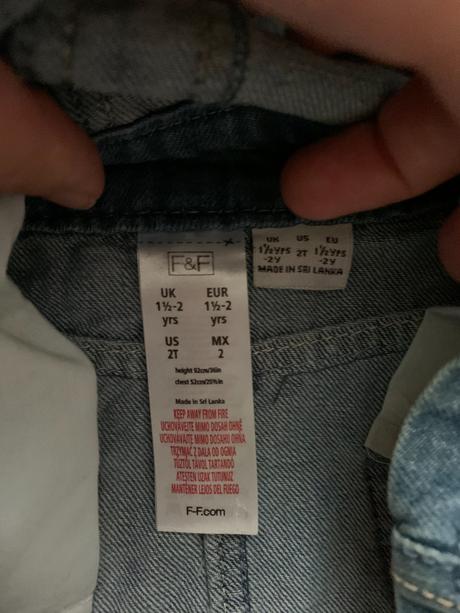 F&F
UK EUR
1½-2 1½-2
yrs yrs
US MX
2T 2
height 92cm/36in
chest 52cm/20½in
Made in Sri Lanka
KEEP AWAY FROM FIRE
UCHOVÁVEJTE MIMO DOSAH OHNĚ
UCHOVÁVAJTE MIMO DOSAHU OHŇA
TRZYMAĆ Z DALA OD OGNIA
TŰZTŐL TÁVOL TARTANDÓ
ATEŞTEN UZAK TUTUNUZ
MANTENER LEJOS DEL FUEGO
F-F.com
UK US EU
1½YRS 2T 1½YRS
-2Y -2Y
MADE IN SRI LANKA